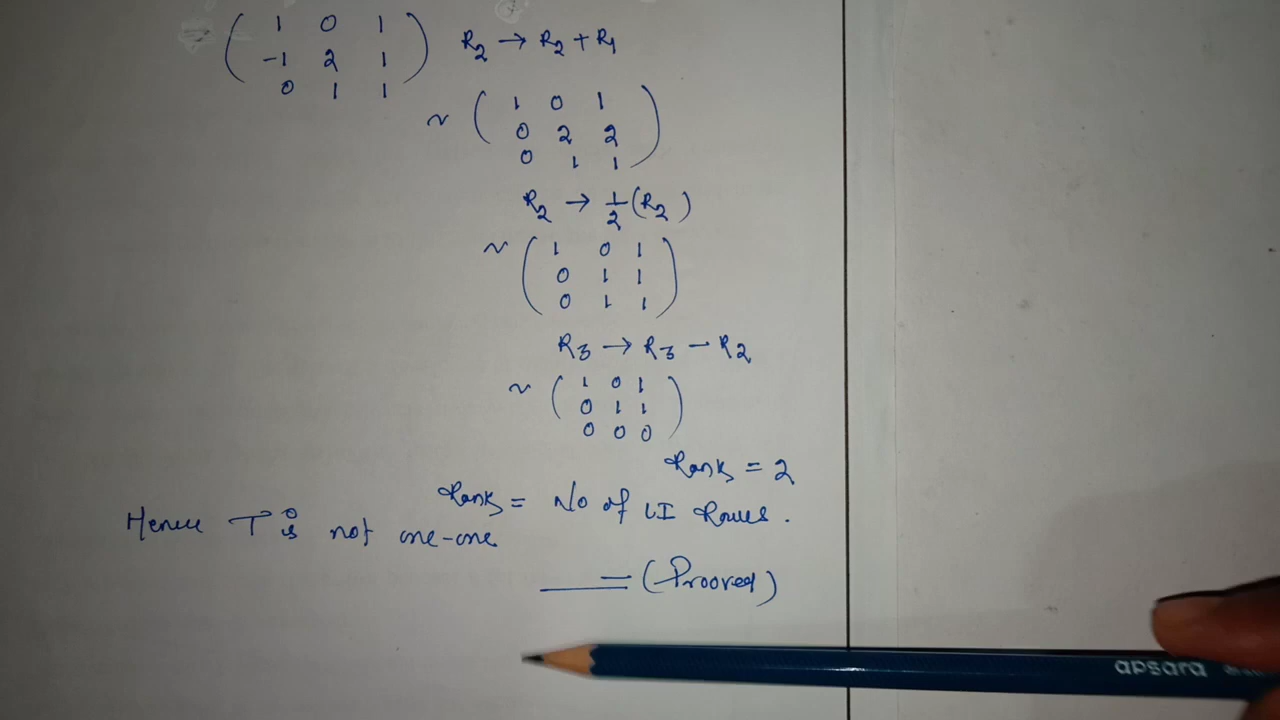 ( 1 0 1 ) R₂ → R₂ + R₁
-1 2 1
0 1 1
~ ( 1 0 1 )
0 2 2
0 1 1
R₂ → 1/2 (R₂)
~ ( 1 0 1 )
0 1 1
0 1 1
R₃ → R₃ - R₂
~ ( 1 0 1 )
0 1 1
0 0 0
Rank = 2
Rank = No of LI Rows.
Hence T is not one-one
(Prooved)
apsara